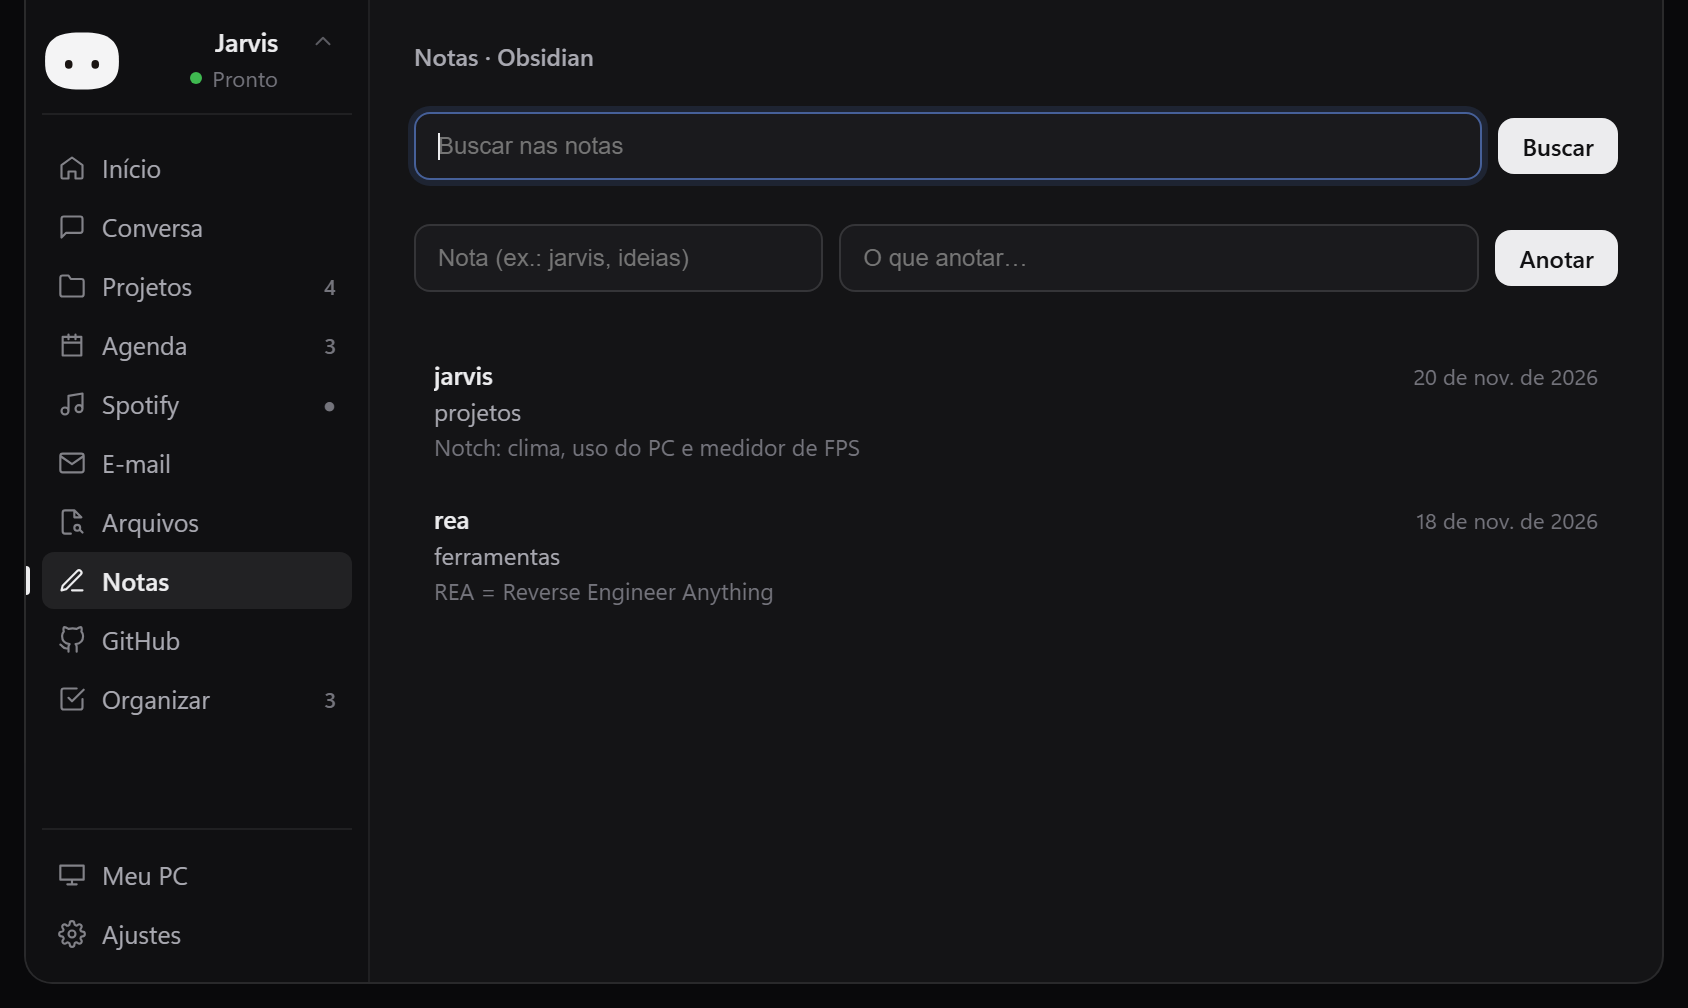 Jarvis
Pronto
Início
Conversa
Projetos 4
Agenda 3
Spotify
E-mail
Arquivos
Notas
GitHub
Organizar 3
Meu PC
Ajustes
Notas · Obsidian
Buscar nas notas
Buscar
Nota (ex.: jarvis, ideias)
O que anotar…
Anotar
jarvis
20 de nov. de 2026
projetos
Notch: clima, uso do PC e medidor de FPS
rea
18 de nov. de 2026
ferramentas
REA = Reverse Engineer Anything